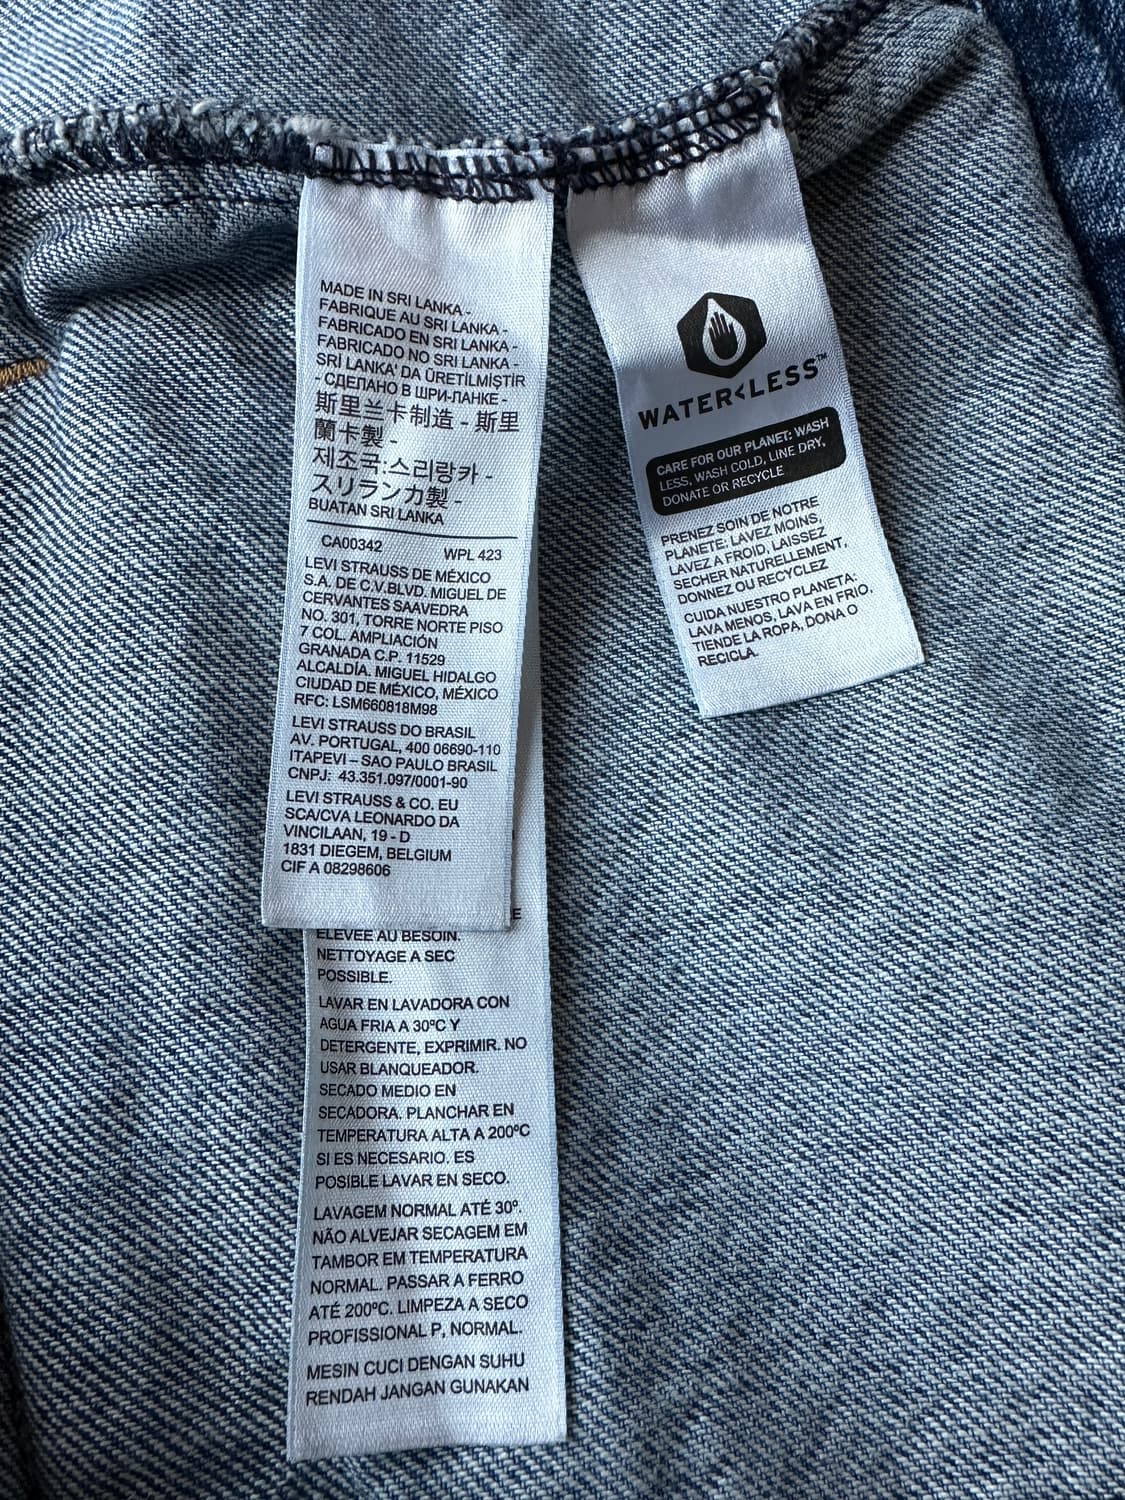 MADE IN SRI LANKA -
FABRIQUE AU SRI LANKA -
FABRICADO EN SRI LANKA -
FABRICADO NO SRI LANKA -
SRİ LANKA' DA ÜRETİLMİŞTİR
- СДЕЛАНО В ШРИ-ЛАНКЕ -
斯里兰卡制造 - 斯里
蘭卡製 -
제조국:스리랑카 -
スリランカ製 -
BUATAN SRI LANKA
CA00342 WPL 423
LEVI STRAUSS DE MÉXICO
S.A. DE C.V.BLVD. MIGUEL DE
CERVANTES SAAVEDRA
NO. 301, TORRE NORTE PISO
7 COL. AMPLIACIÓN
GRANADA C.P. 11529
ALCALDÍA. MIGUEL HIDALGO
CIUDAD DE MÉXICO, MÉXICO
RFC: LSM660818M98
LEVI STRAUSS DO BRASIL
AV. PORTUGAL, 400 06690-110
ITAPEVI – SAO PAULO BRASIL
CNPJ: 43.351.097/0001-90
LEVI STRAUSS & CO. EU
SCA/CVA LEONARDO DA
VINCILAAN, 19 - D
1831 DIEGEM, BELGIUM
CIF A 08298606
E
ELEVEE AU BESOIN.
NETTOYAGE A SEC
POSSIBLE.
LAVAR EN LAVADORA CON
AGUA FRIA A 30ºC Y
DETERGENTE, EXPRIMIR. NO
USAR BLANQUEADOR.
SECADO MEDIO EN
SECADORA. PLANCHAR EN
TEMPERATURA ALTA A 200ºC
SI ES NECESARIO. ES
POSIBLE LAVAR EN SECO.
LAVAGEM NORMAL ATÉ 30º.
NÃO ALVEJAR SECAGEM EM
TAMBOR EM TEMPERATURA
NORMAL. PASSAR A FERRO
ATÉ 200ºC. LIMPEZA A SECO
PROFISSIONAL P, NORMAL.
MESIN CUCI DENGAN SUHU
RENDAH JANGAN GUNAKAN
WATER<LESS™
CARE FOR OUR PLANET: WASH
LESS, WASH COLD, LINE DRY,
DONATE OR RECYCLE
PRENEZ SOIN DE NOTRE
PLANETE: LAVEZ MOINS,
LAVEZ A FROID, LAISSEZ
SECHER NATURELLEMENT,
DONNEZ OU RECYCLEZ
CUIDA NUESTRO PLANETA:
LAVA MENOS, LAVA EN FRIO,
TIENDE LA ROPA, DONA O
RECICLA.